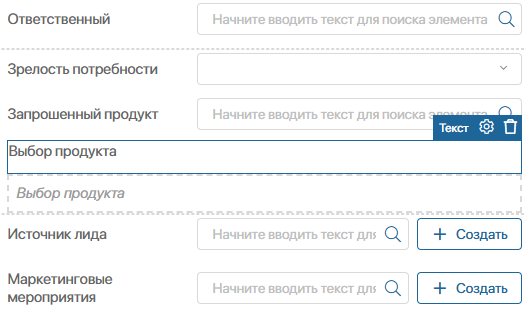 Ответственный Начните вводить текст для поиска элемента
Зрелость потребности
Запрошенный продукт Начните вводить текст для поиска элемента
Текст
Выбор продукта
Выбор продукта
Источник лида Начните вводить текст для + Создать
Маркетинговые
мероприятия Начните вводить текст для + Создать